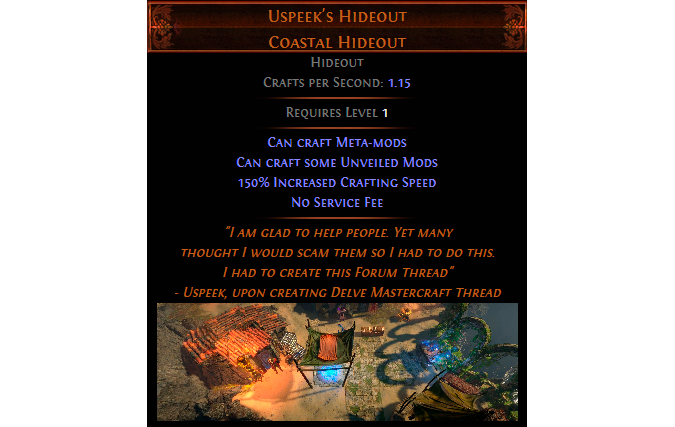 Uspeek's Hideout
Coastal Hideout
Hideout
Crafts per Second: 1.15
Requires Level 1
Can craft Meta-mods
Can craft some Unveiled Mods
150% Increased Crafting Speed
No Service Fee
"I am glad to help people. Yet many
thought I would scam them so I had to do this.
I had to create this Forum Thread"
- Uspeek, upon creating Delve Mastercraft Thread